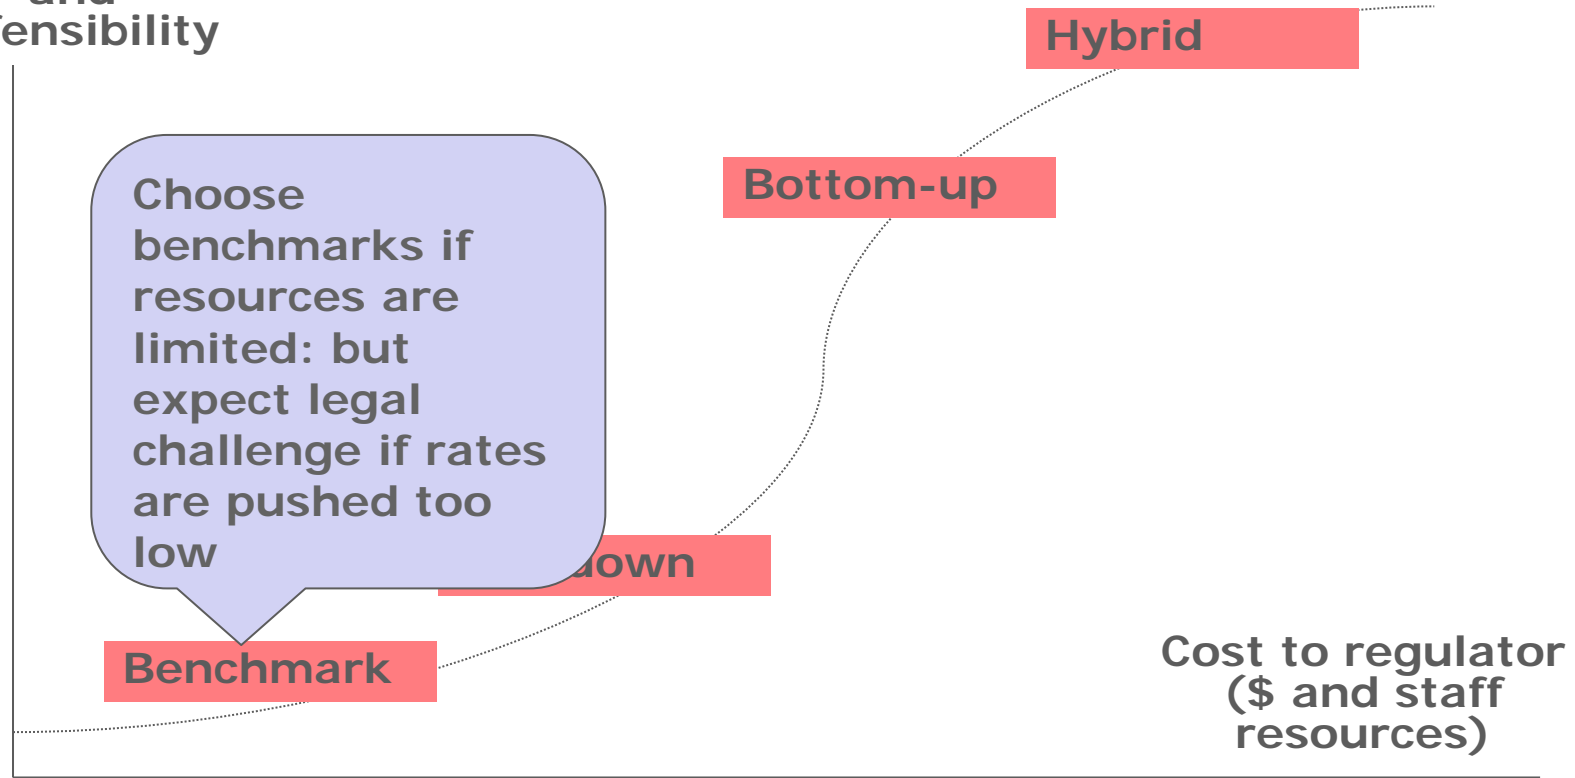 and
ensibility
Hybrid
Bottom-up
Choose
benchmarks if
resources are
limited: but
expect legal
challenge if rates
are pushed too
low
down
Benchmark
Cost to regulator
($ and staff
resources)